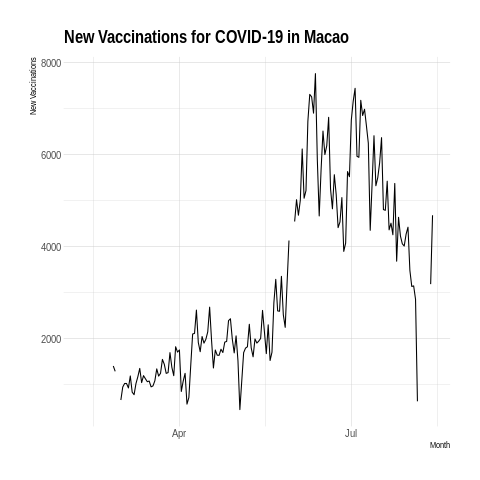 New Vaccinations for COVID-19 in Macao
New Vaccinations
8000
6000
4000
2000
Apr
Jul
Month